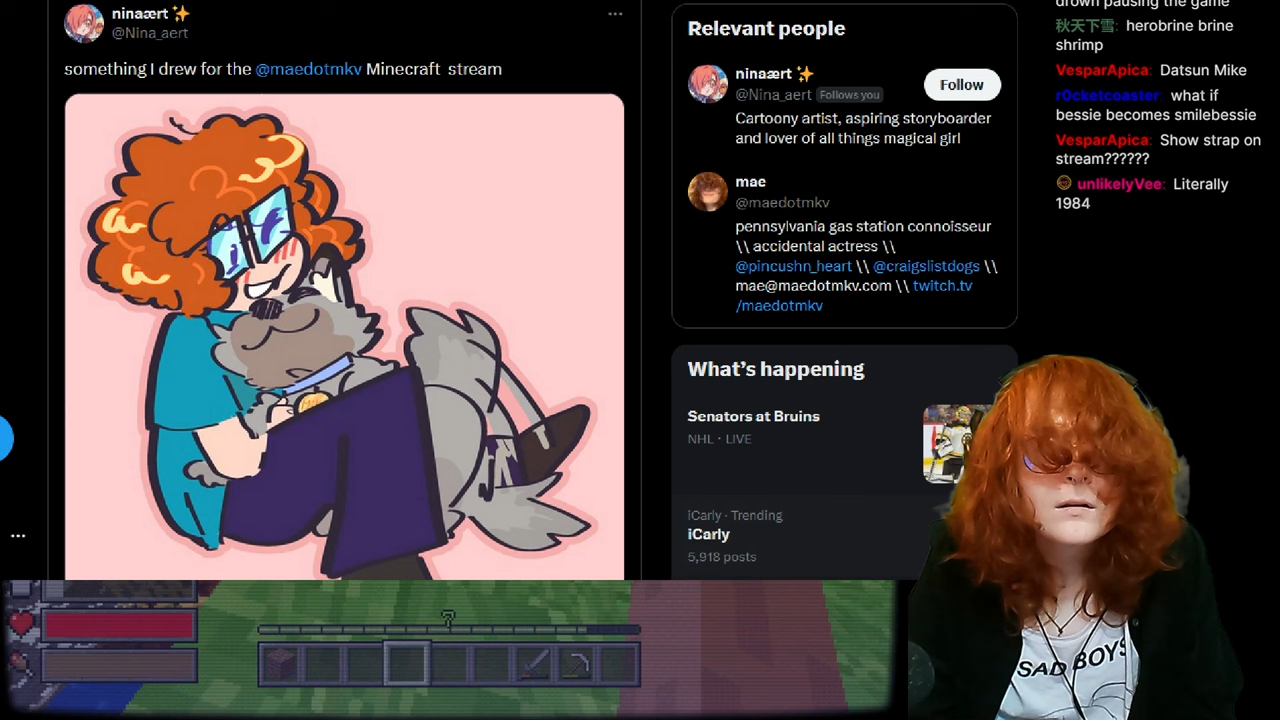 ninaært ✨
@Nina_aert
something I drew for the @maedotmkv Minecraft stream
Relevant people
ninaært ✨
@Nina_aert Follows you
Follow
Cartoony artist, aspiring storyboarder
and lover of all things magical girl
mae
@maedotmkv
pennsylvania gas station connoisseur
\\ accidental actress \\
@pincushn_heart \\ @craigslistdogs \\
mae@maedotmkv.com \\ twitch.tv
/maedotmkv
What's happening
Senators at Bruins
NHL · LIVE
iCarly · Trending
iCarly
5,918 posts
drown pausing the game
秋天下雪: herobrine brine
shrimp
VesparApica: Datsun Mike
r0cketcoaster: what if
bessie becomes smilebessie
VesparApica: Show strap on
stream??????
unlikelyVee: Literally
1984
SAD BOYS